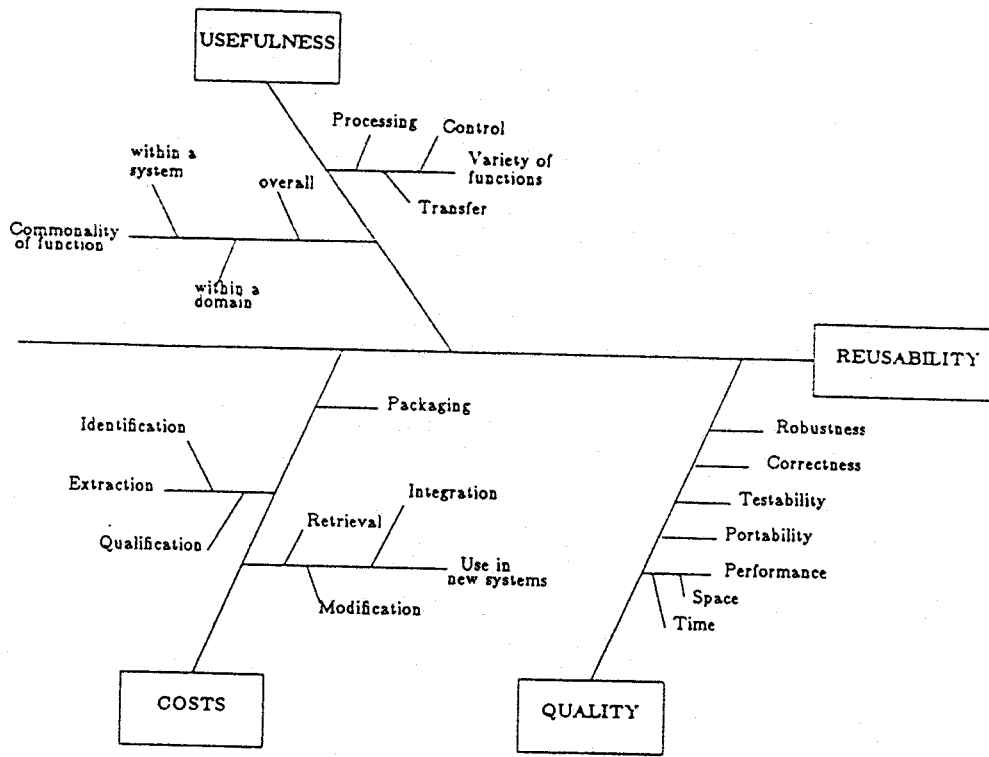 USEFULNESS
Processing
Control
Variety of
functions
Transfer
within a
system
overall
Commonality
of function
within a
domain
REUSABILITY
Packaging
Identification
Extraction
Qualification
Retrieval
Integration
Use in
new systems
Modification
Robustness
Correctness
Testability
Portability
Performance
Space
Time
COSTS
QUALITY